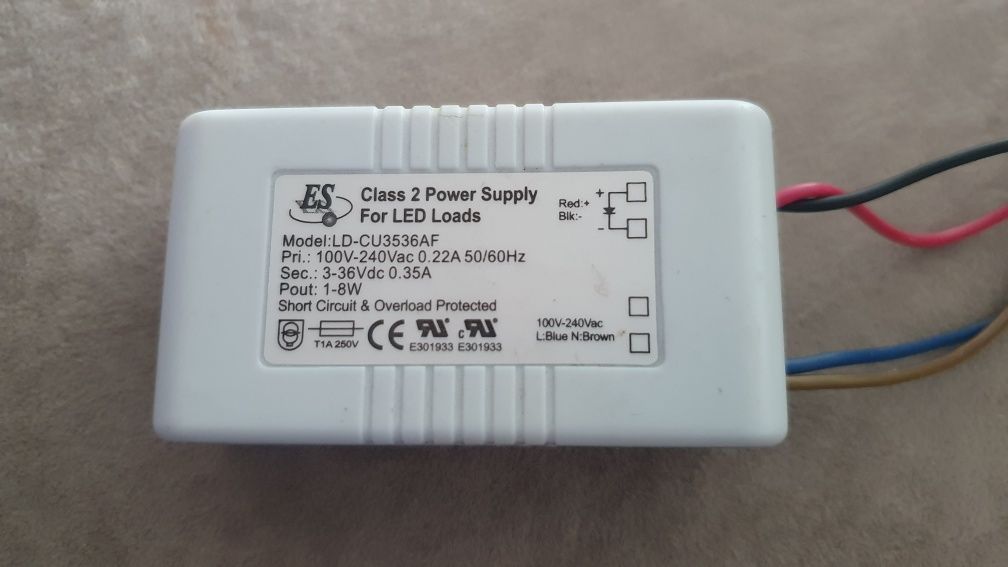 ES
Class 2 Power Supply
For LED Loads
Model:LD-CU3536AF
Pri.: 100V-240Vac 0.22A 50/60Hz
Sec.: 3-36Vdc 0.35A
Pout: 1-8W
Short Circuit & Overload Protected
T1A 250V
CE
E301933
c
E301933
Red:+
Blk:-
+
-
100V-240Vac
L:Blue N:Brown